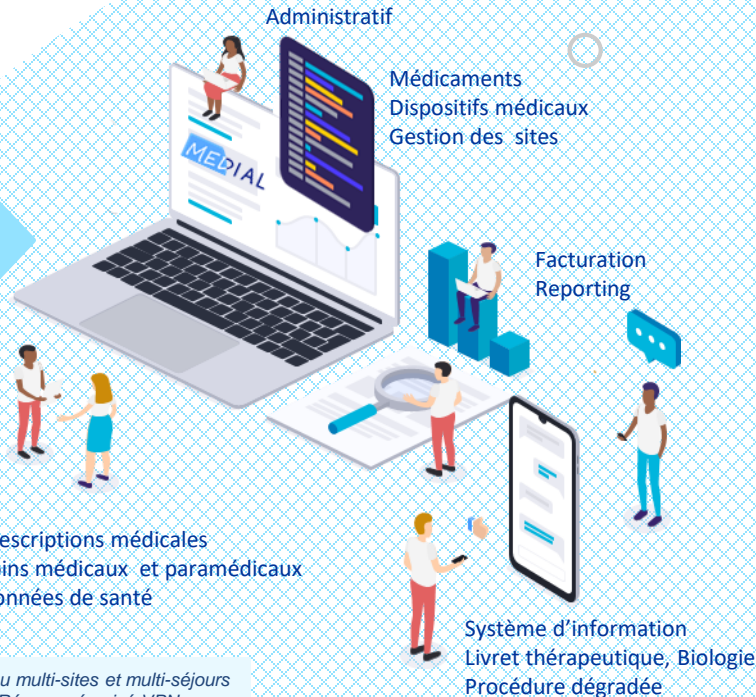 Administratif
Médicaments
Dispositifs médicaux
Gestion des sites
MEDIAL
Facturation
Reporting
escriptions médicales
oins médicaux et paramédicaux
onnées de santé
Système d’information
Livret thérapeutique, Biologie
Procédure dégradée
u multi-sites et multi-séjours
VPN